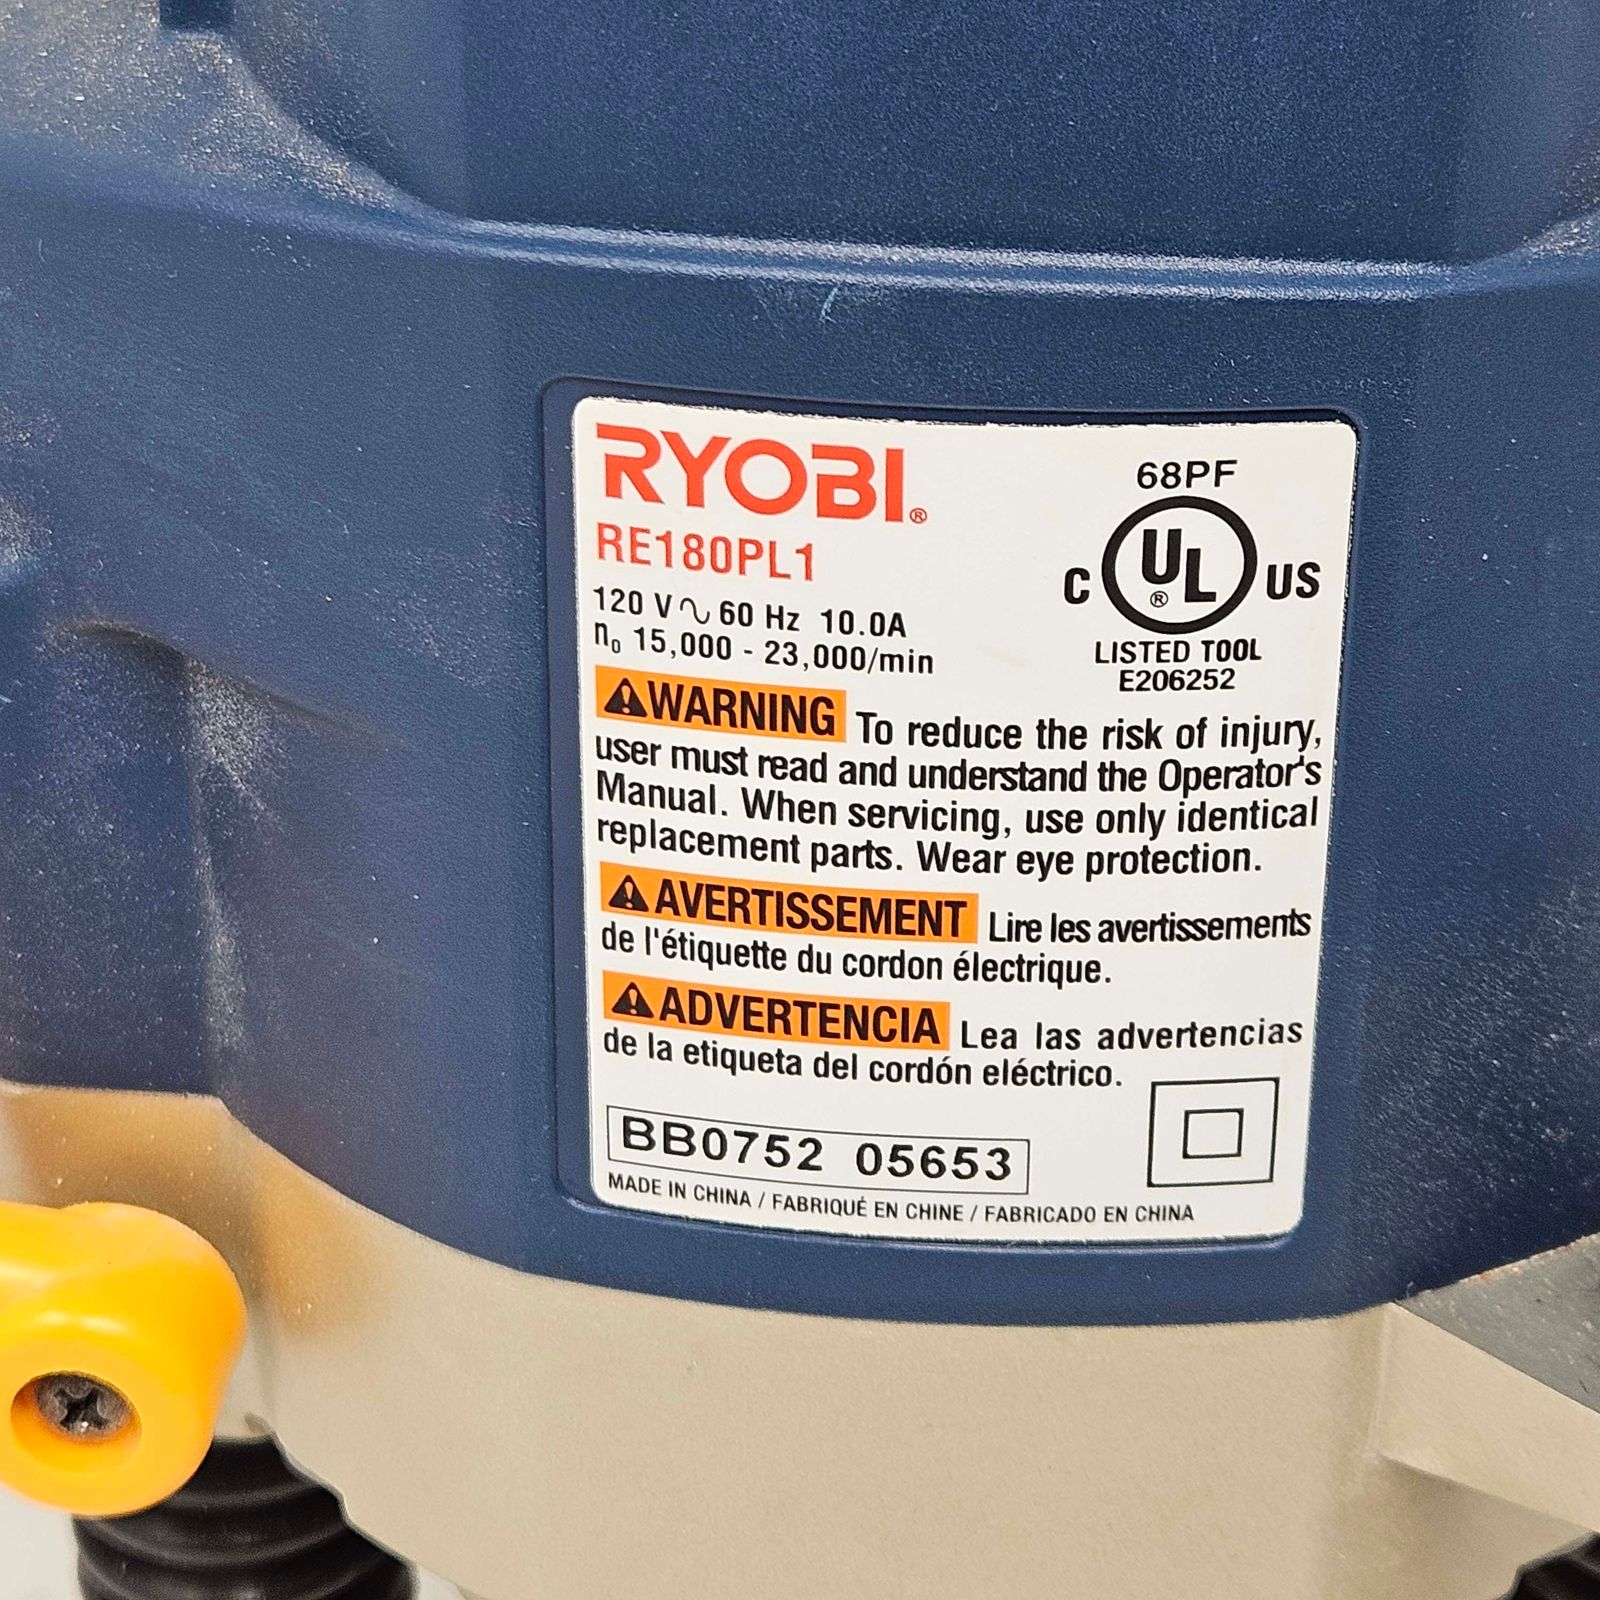 RYOBI®
RE180PL1
120 V ∿ 60 Hz 10.0A
n₀ 15,000 - 23,000/min
68PF
C UL® US
LISTED TOOL
E206252
WARNING To reduce the risk of injury,
user must read and understand the Operator's
Manual. When servicing, use only identical
replacement parts. Wear eye protection.
AVERTISSEMENT Lire les avertissements
de l'étiquette du cordon électrique.
ADVERTENCIA Lea las advertencias
de la etiqueta del cordón eléctrico.
BB0752 05653
MADE IN CHINA / FABRIQUÉ EN CHINE / FABRICADO EN CHINA